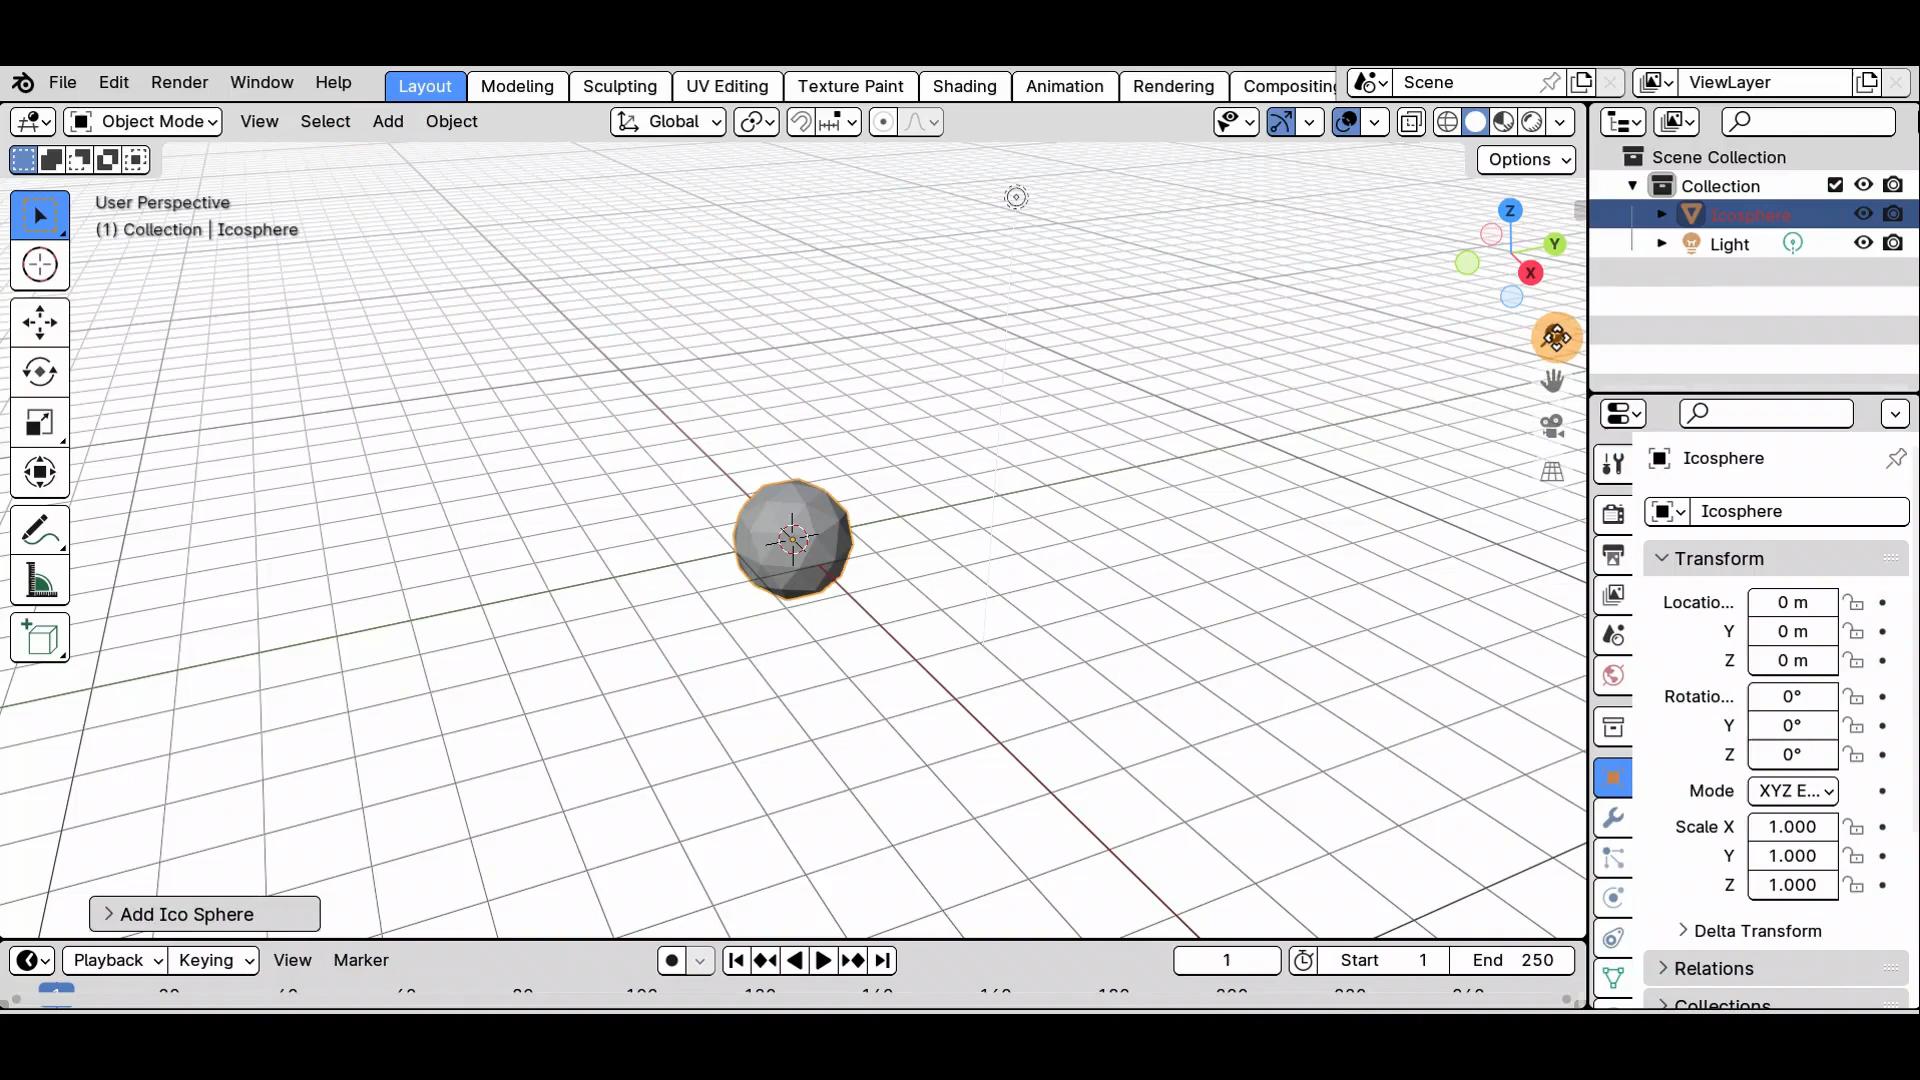 File Edit Render Window Help Layout Modeling Sculpting UV Editing Texture Paint Shading Animation Rendering Compositing Scene ViewLayer
Object Mode View Select Add Object Global
Options
User Perspective
(1) Collection | Icosphere
Z
Y
X
Scene Collection
Collection
Icosphere
Light
Icosphere
Icosphere
Transform
Locatio... 0 m
Y 0 m
Z 0 m
Rotatio... 0°
Y 0°
Z 0°
Mode XYZ E...
Scale X 1.000
Y 1.000
Z 1.000
Delta Transform
Relations
Collections
Add Ico Sphere
Playback Keying View Marker 1 Start 1 End 250